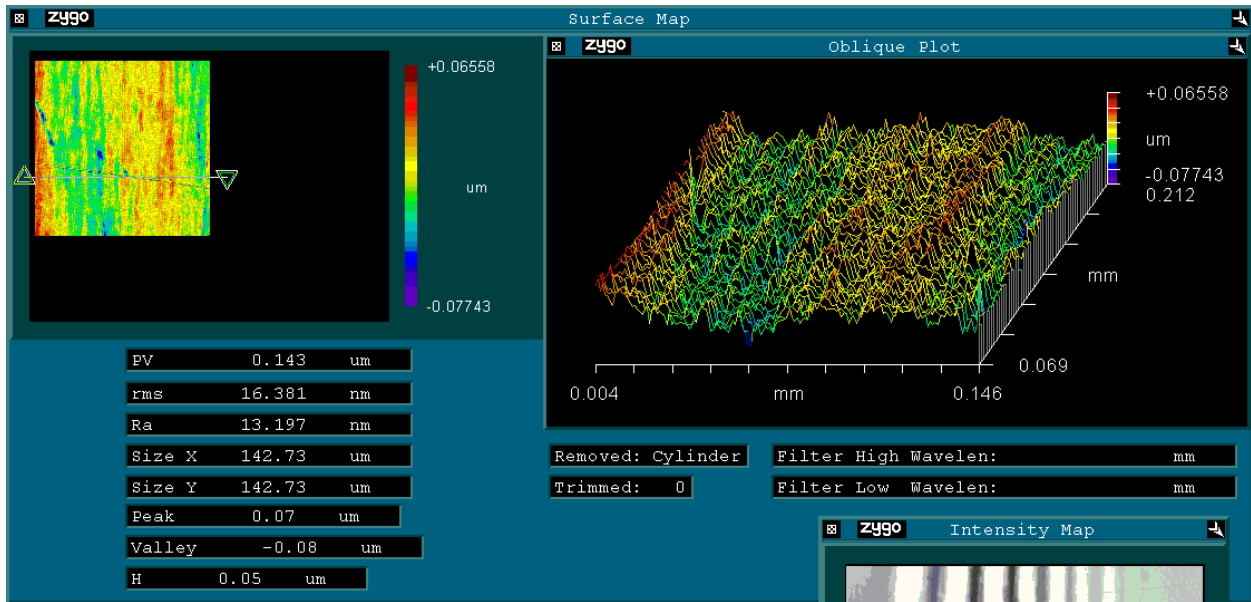 zygo Surface Map
zygo Oblique Plot
+0.06558
um
-0.07743
+0.06558
um
-0.07743
0.212
mm
0.069
0.004 mm 0.146
PV 0.143 um
rms 16.381 nm
Ra 13.197 nm
Size X 142.73 um
Size Y 142.73 um
Peak 0.07 um
Valley -0.08 um
H 0.05 um
Removed: Cylinder
Trimmed: 0
Filter High Wavelen: mm
Filter Low Wavelen: mm
zygo Intensity Map